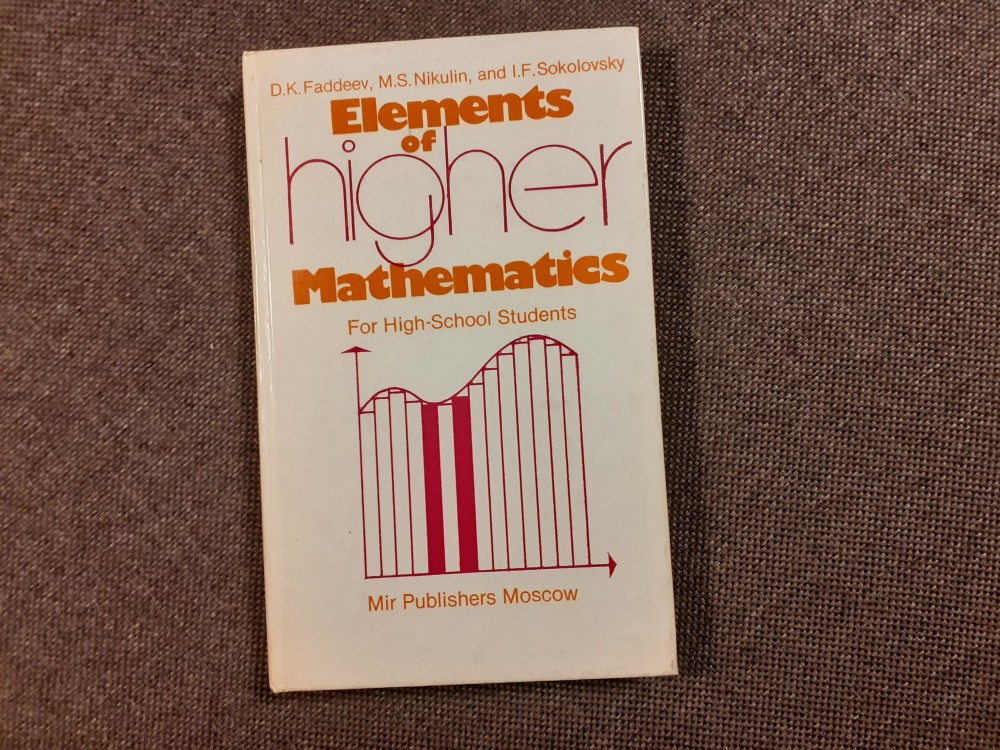 D.K.Faddeev, M.S.Nikulin, and I.F.Sokolovsky
Elements
of
higher
Mathematics
For High-School Students
Mir Publishers Moscow